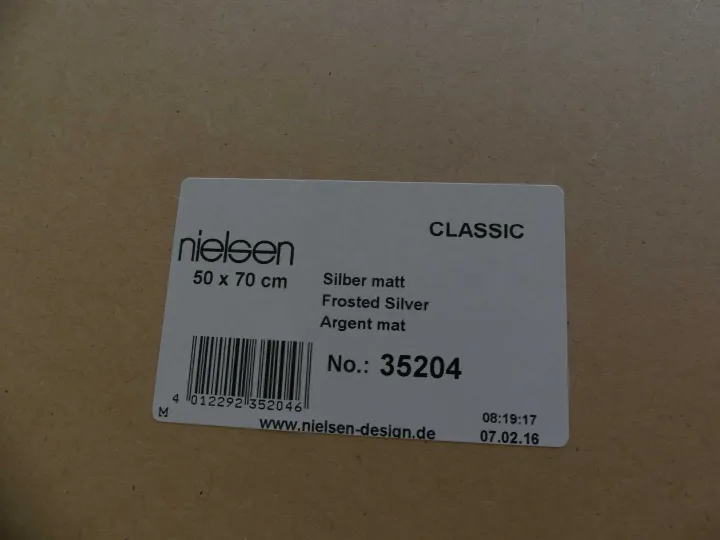 CLASSIC
nielsen
50 x 70 cm
Silber matt
Frosted Silver
Argent mat
No.: 35204
4 012292 352046
M
www.nielsen-design.de
08:19:17
07.02.16